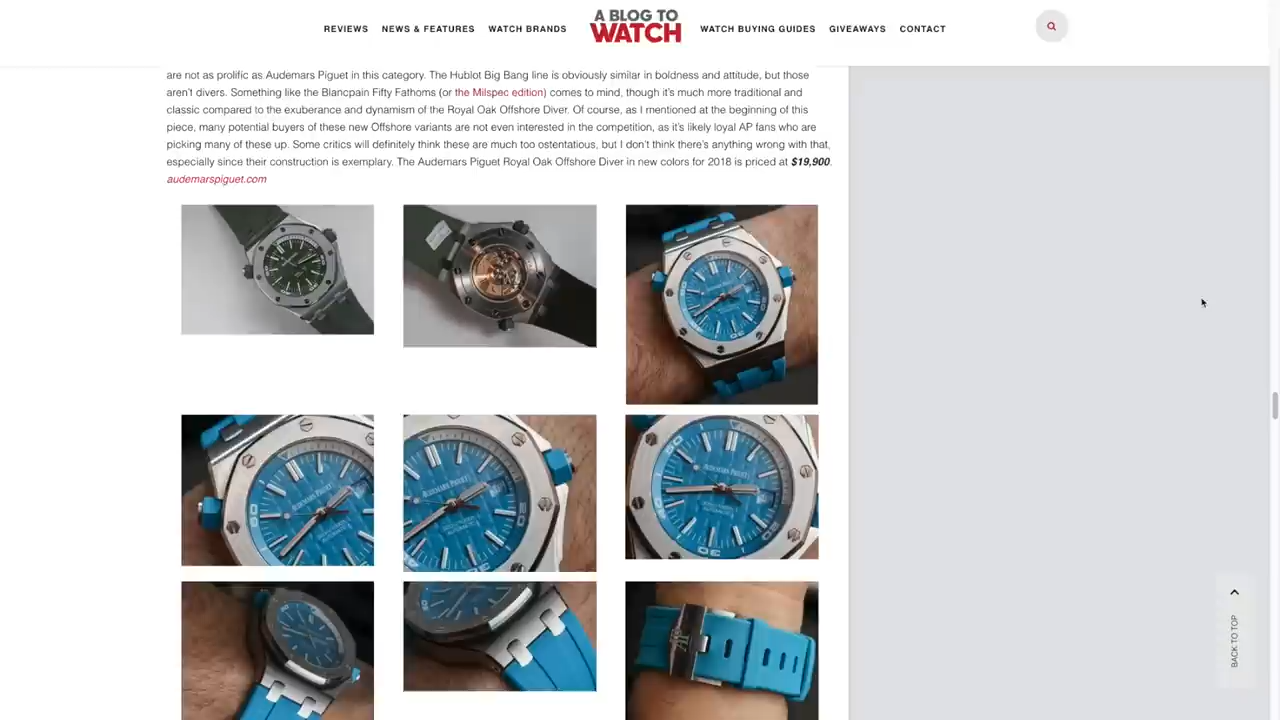 A BLOG TO
WATCH
REVIEWS NEWS & FEATURES WATCH BRANDS WATCH BUYING GUIDES GIVEAWAYS CONTACT
are not as prolific as Audemars Piguet in this category. The Hublot Big Bang line is obviously similar in boldness and attitude, but those
aren't divers. Something like the Blancpain Fifty Fathoms (or the Milspec edition) comes to mind, though it's much more traditional and
classic compared to the exuberance and dynamism of the Royal Oak Offshore Diver. Of course, as I mentioned at the beginning of this
piece, many potential buyers of these new Offshore variants are not even interested in the competition, as it's likely loyal AP fans who are
picking many of these up. Some critics will definitely think these are much too ostentatious, but I don't think there's anything wrong with that,
especially since their construction is exemplary. The Audemars Piguet Royal Oak Offshore Diver in new colors for 2018 is priced at $19,900.
audemarspiguet.com
AUDEMARS PIGUET
AUDEMARS PIGUET
AUDEMARS PIGUET
BACK TO TOP